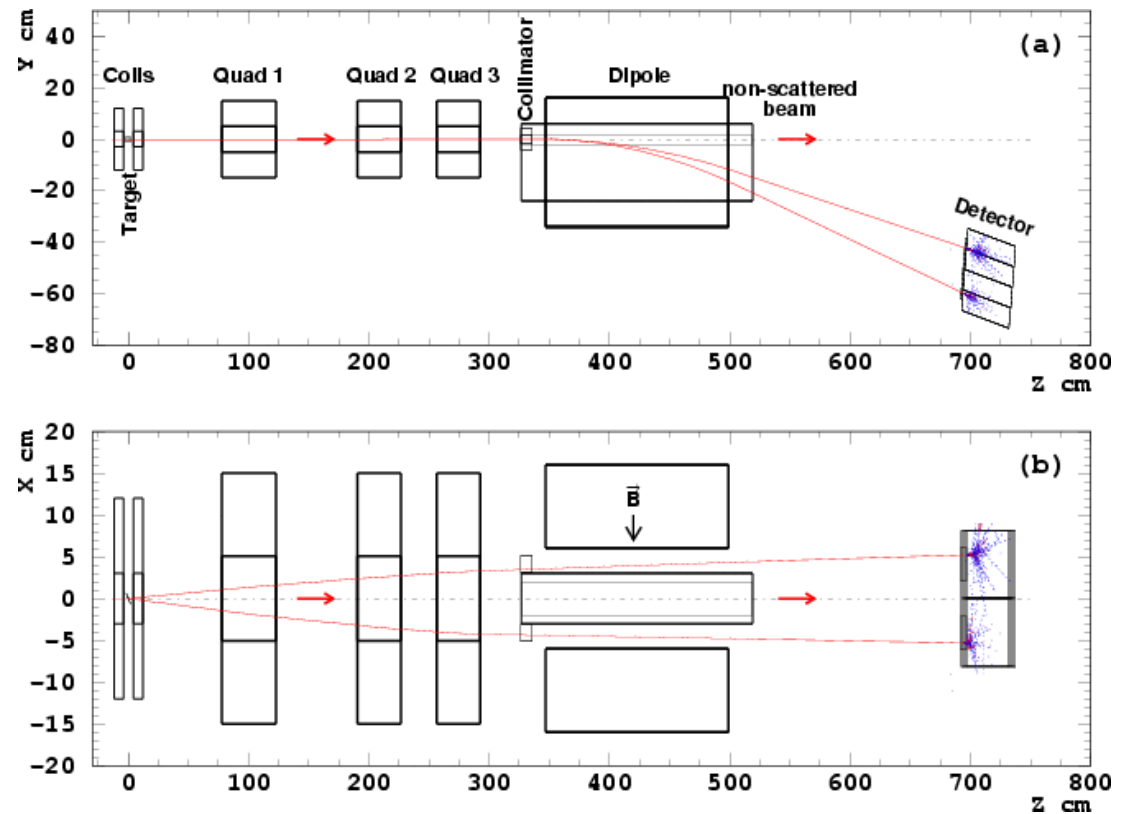 Y cm
40
20
0
-20
-40
-60
-80
(a)
Coils
Quad 1
Quad 2
Quad 3
Collimator
Dipole
non-scattered
beam
Target
Detector
0
100
200
300
400
500
600
700
800
Z cm
X cm
20
15
10
5
0
-5
-10
-15
-20
(b)
B
0
100
200
300
400
500
600
700
800
Z cm